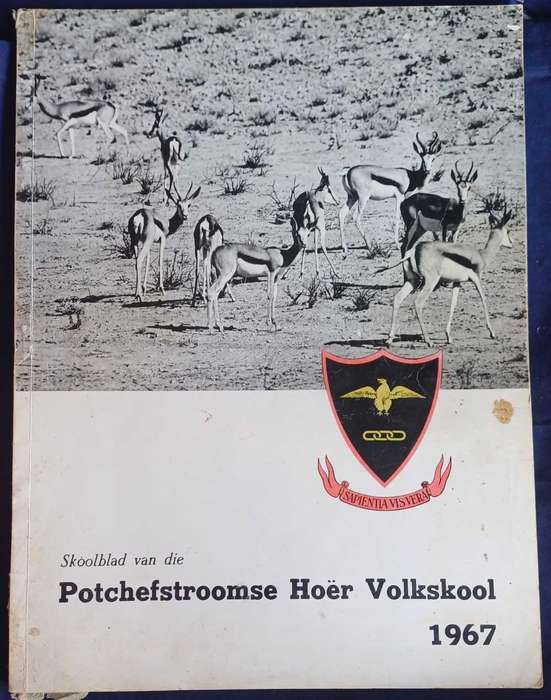 SAPIENTIA VIS VERA
Skoolblad van die
Potchefstroomse Hoër Volkskool
1967